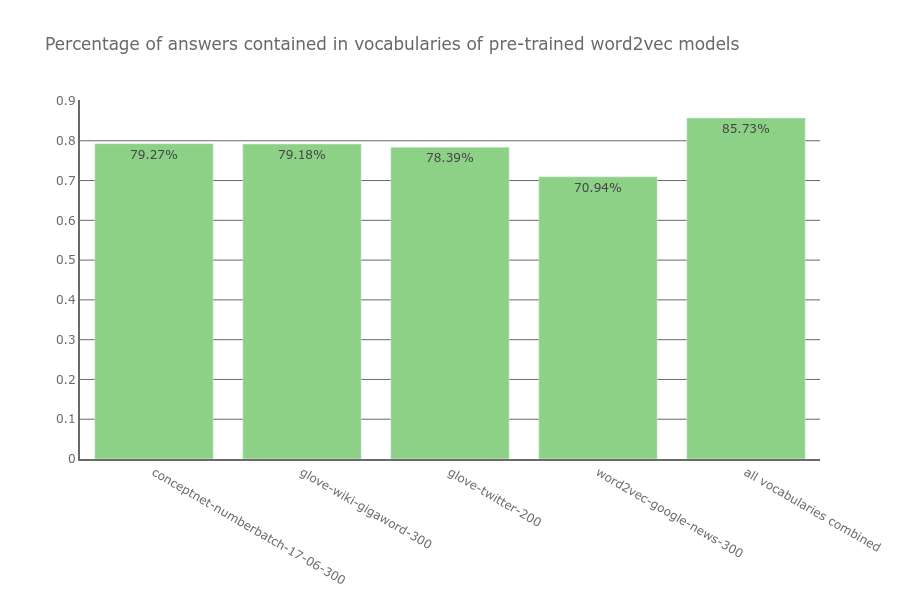 Percentage of answers contained in vocabularies of pre-trained word2vec models
0.9
0.8
0.7
0.6
0.5
0.4
0.3
0.2
0.1
0
79.27%
79.18%
78.39%
70.94%
85.73%
conceptnet-numberbatch-17-06-300
glove-wiki-gigaword-300
glove-twitter-200
word2vec-google-news-300
all vocabularies combined